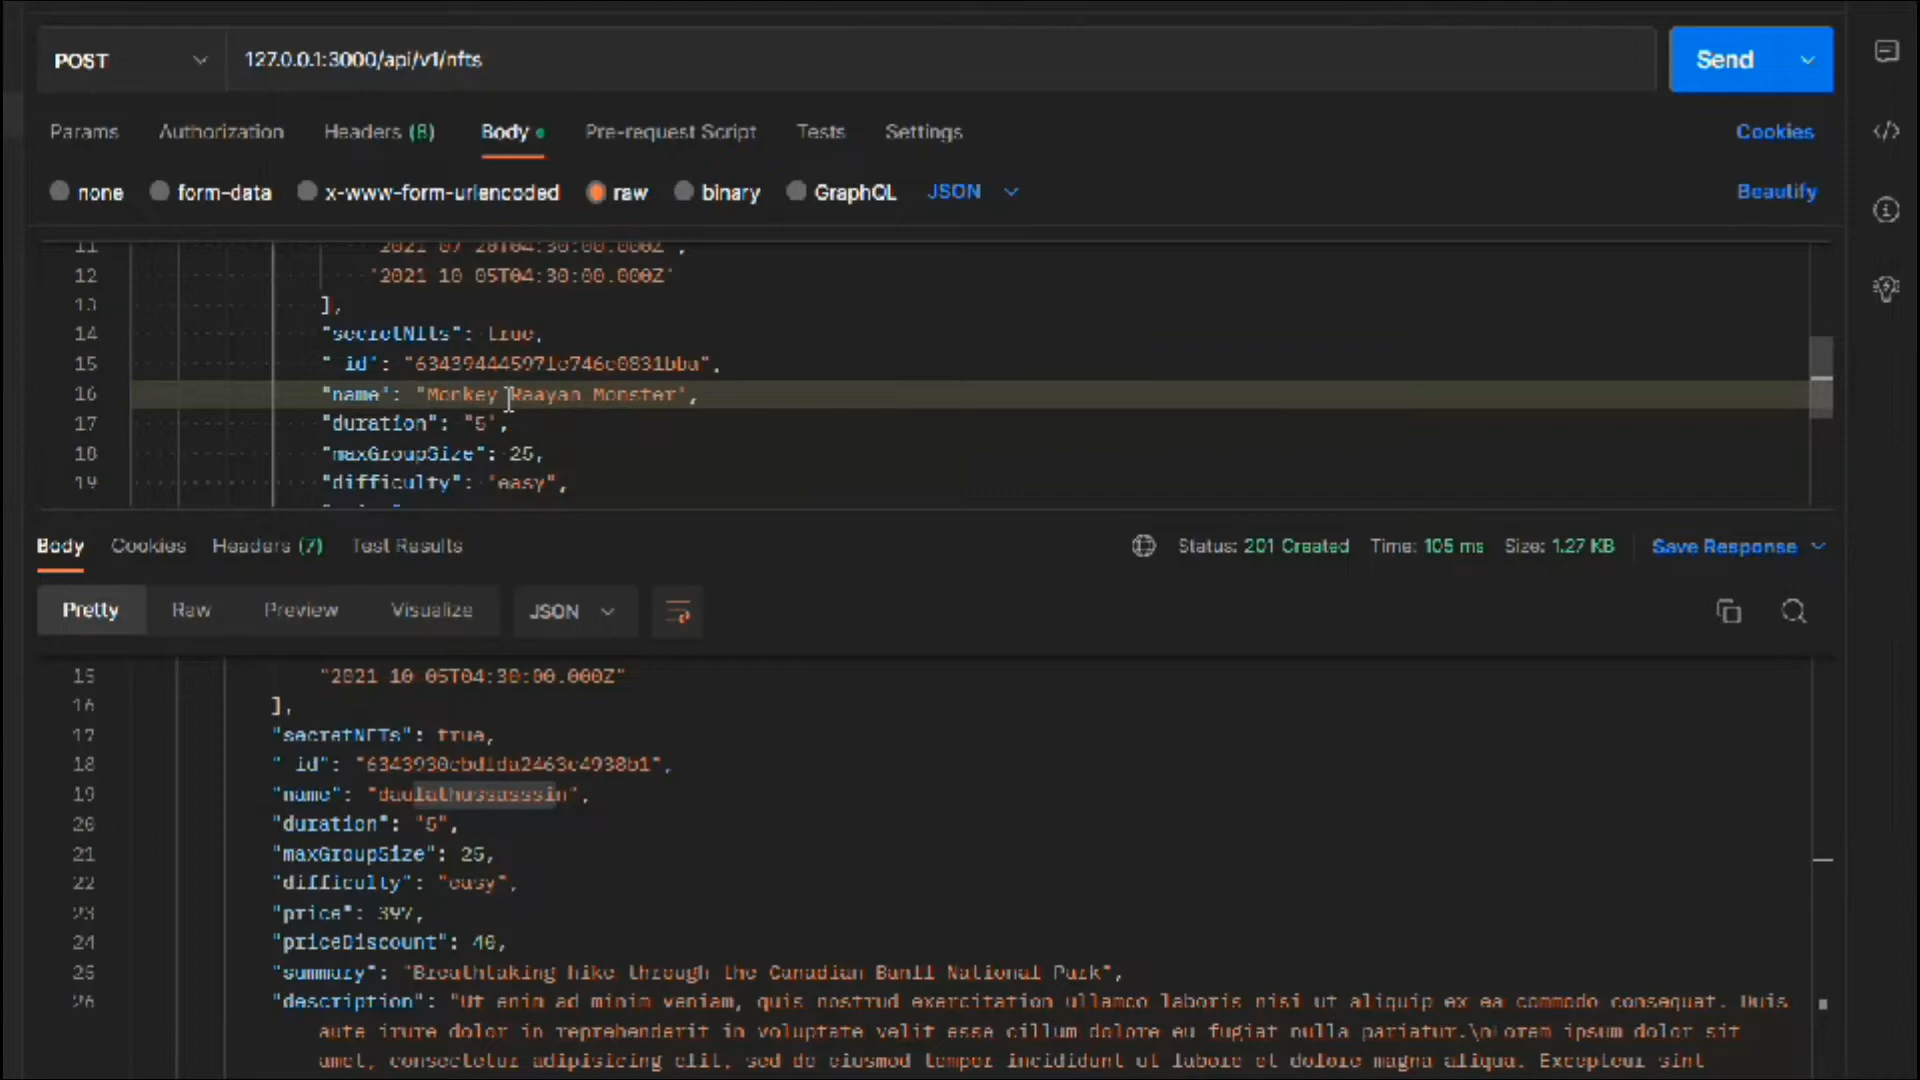 POST 127.0.0.1:3000/api/v1/nfts Send
Params Authorization Headers (8) Body Pre-request Script Tests Settings Cookies
none form-data x-www-form-urlencoded raw binary GraphQL JSON Beautify
11
12 "2021-10-05T04:30:00.000Z"
13 ],
14 "secretNfts": true,
15 "_id":
16 "name": "Monkey Raayan Monster",
17 "duration": "5",
18 "maxGroupSize": 25,
19 "difficulty": "easy",
Body Cookies Headers (7) Test Results Status: 201 Created Time: 105 ms Size: 1.27 KB Save Response
Pretty Raw Preview Visualize JSON
15 "2021-10-05T04:30:00.000Z"
16 ],
17 "secretNFTs": true,
18 "_id":
19 "name":
20 "duration": "5",
21 "maxGroupSize": 25,
22 "difficulty": "easy",
23 "price": 397,
24 "priceDiscount": 40,
25 "summary": "Breathtaking hike through the Canadian Banff National Park",
26 "description": "Ut enim ad minim veniam, quis nostrud exercitation ullamco laboris nisi ut aliquip ex ea commodo consequat. Duis
aute irure dolor in reprehenderit in voluptate velit esse cillum dolore eu fugiat nulla pariatur.\nLorem ipsum dolor sit
amet, consectetur adipisicing elit, sed do eiusmod tempor incididunt ut labore et dolore magna aliqua. Excepteur sint